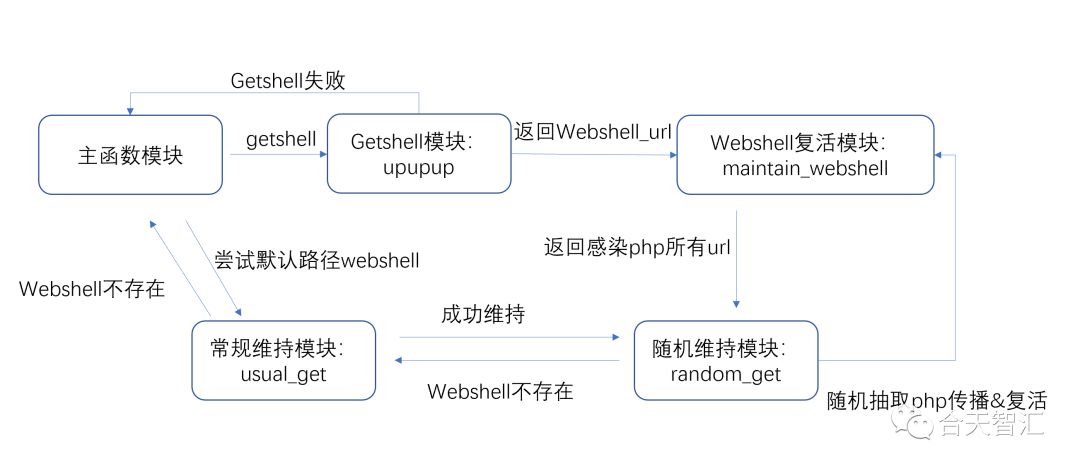 Getshell失败
主函数模块
getshell
Getshell模块：
upupup
返回Webshell_url
Webshell复活模块：
maintain_webshell
尝试默认路径webshell
返回感染php所有url
Webshell不存在
常规维持模块：
usual_get
成功维持
Webshell不存在
随机维持模块：
random_get
随机抽取php传播&复活
合天智汇